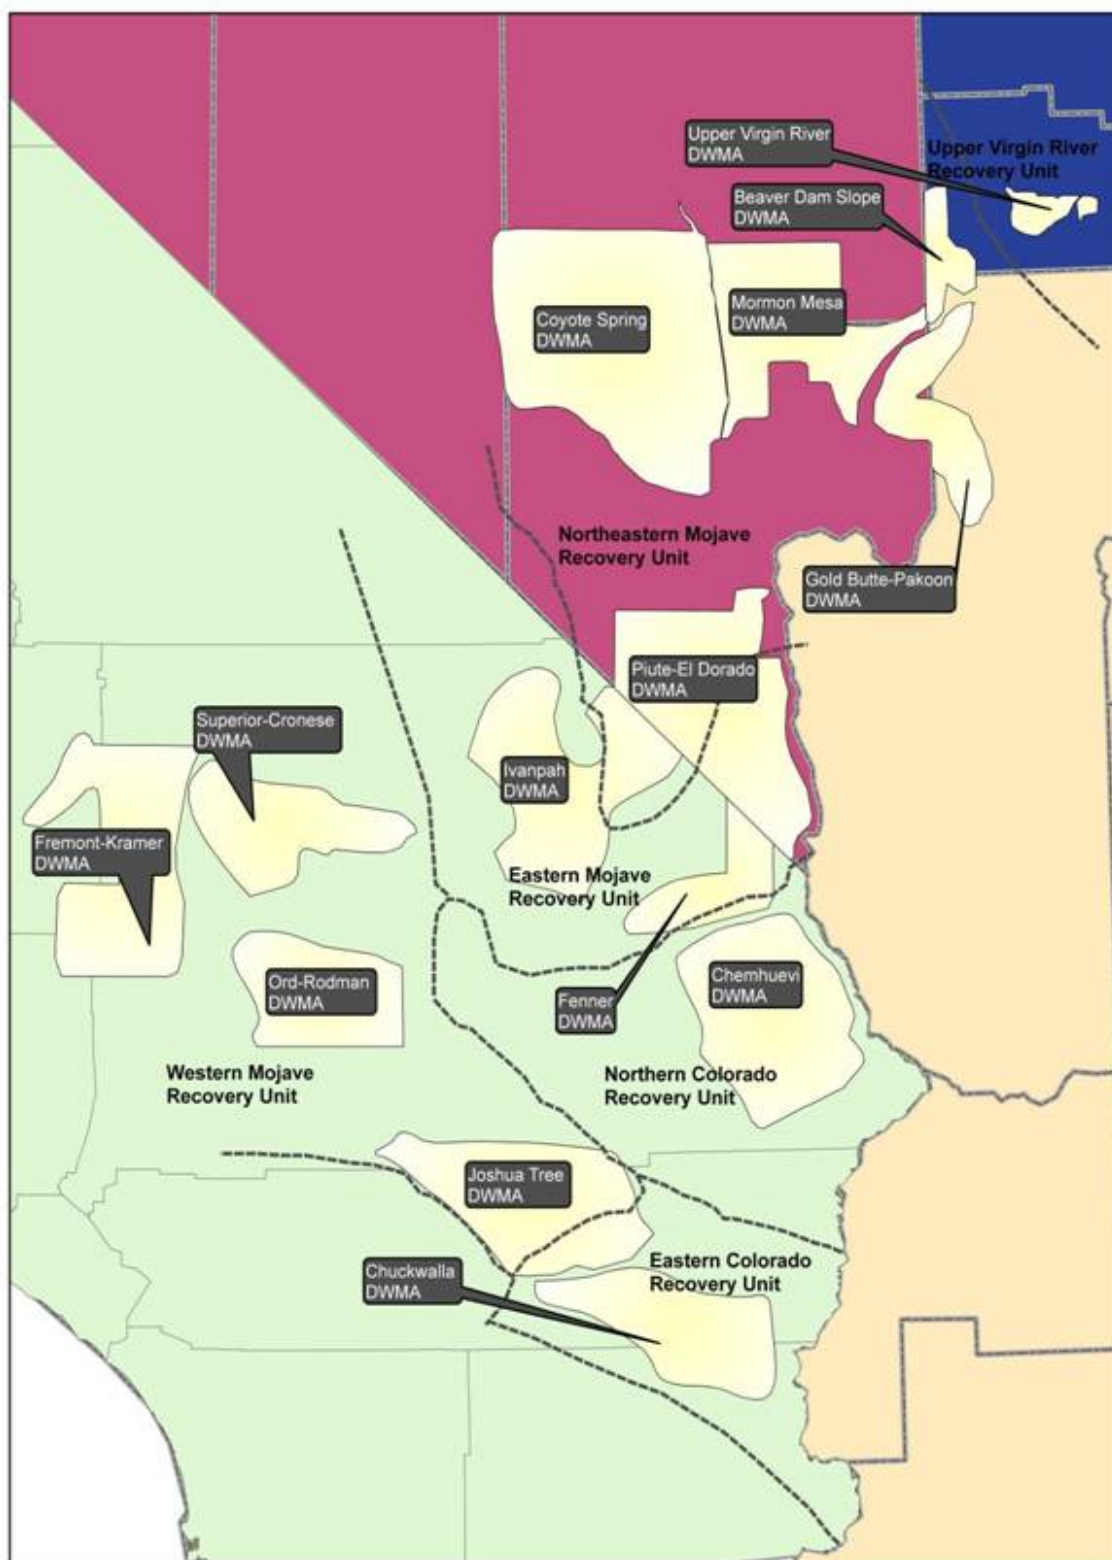 Upper Virgin River
DWMA
Upper Virgin River
Recovery Unit
Beaver Dam Slope
DWMA
Coyote Spring
DWMA
Mormon Mesa
DWMA
Northeastern Mojave
Recovery Unit
Gold Butte-Pakoon
DWMA
Piute-El Dorado
DWMA
Superior-Cronese
DWMA
Ivanpah
DWMA
Fremont-Kramer
DWMA
Eastern Mojave
Recovery Unit
Ord-Rodman
DWMA
Fenner
DWMA
Chemhuevi
DWMA
Western Mojave
Recovery Unit
Northern Colorado
Recovery Unit
Joshua Tree
DWMA
Eastern Colorado
Recovery Unit
Chuckwalla
DWMA